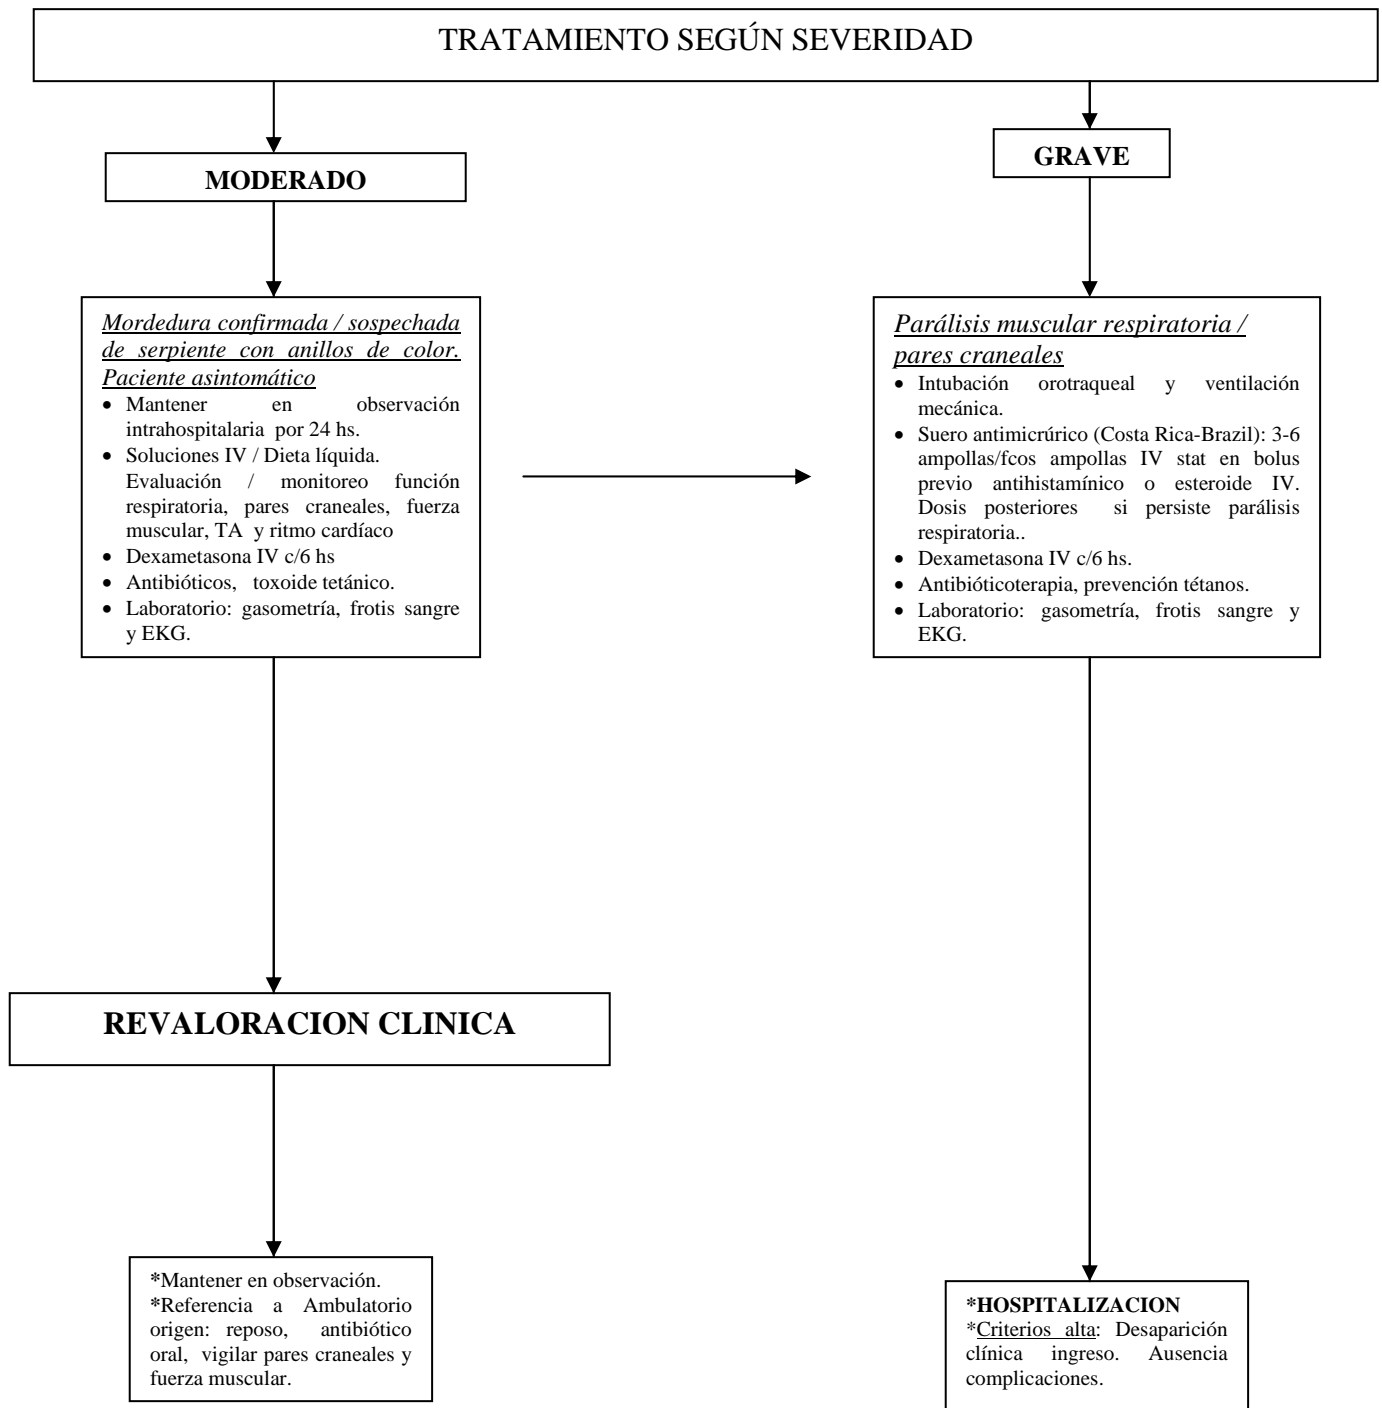 TRATAMIENTO SEGÚN SEVERIDAD
MODERADO
GRAVE
Mordedura confirmada / sospechada
de serpiente con anillos de color.
Paciente asintomático
• Mantener en observación
intrahospitalaria por 24 hs.
• Soluciones IV / Dieta líquida.
Evaluación / monitoreo función
respiratoria, pares craneales, fuerza
muscular, TA y ritmo cardíaco
• Dexametasona IV c/6 hs
• Antibióticos, toxoide tetánico.
• Laboratorio: gasometría, frotis sangre
y EKG.
Parálisis muscular respiratoria /
pares craneales
• Intubación orotraqueal y ventilación
mecánica.
• Suero antimicrúrico (Costa Rica-Brazil): 3-6
ampollas/fcos ampollas IV stat en bolus
previo antihistamínico o esteroide IV.
Dosis posteriores si persiste parálisis
respiratoria..
• Dexametasona IV c/6 hs.
• Antibióticoterapia, prevención tétanos.
• Laboratorio: gasometría, frotis sangre y
EKG.
REVALORACION CLINICA
*Mantener en observación.
*Referencia a Ambulatorio
origen: reposo, antibiótico
oral, vigilar pares craneales y
fuerza muscular.
*HOSPITALIZACION
*Criterios alta: Desaparición
clínica ingreso. Ausencia
complicaciones.